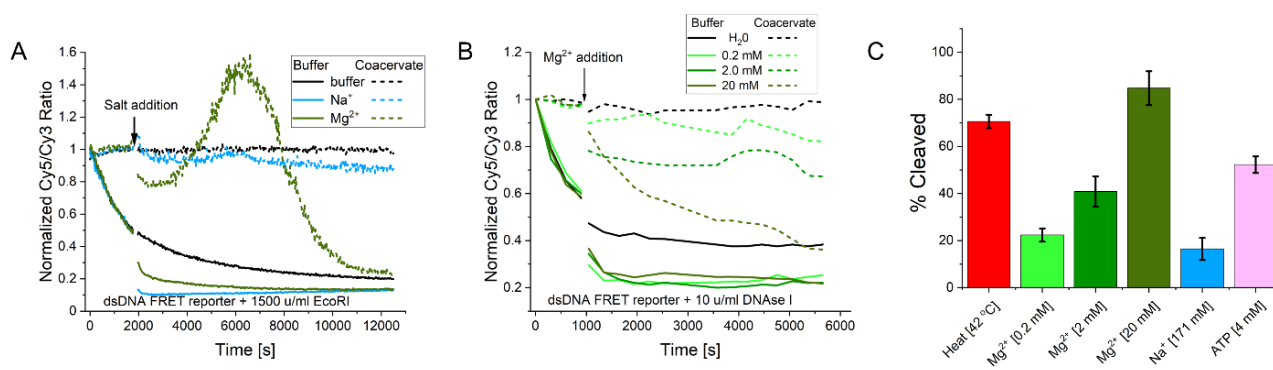 A
Normalized Cy5/Cy3 Ratio
1.6
1.4
1.2
1
0.8
0.6
0.4
0.2
0
Salt addition
Buffer Coacervate
buffer
Na⁺
Mg²⁺
dsDNA FRET reporter + 1500 u/ml EcoRI
0 2000 4000 6000 8000 10000 12000
Time [s]
B
Normalized Cy5/Cy3 Ratio
1.2
1
0.8
0.6
0.4
0.2
Mg²⁺ addition
Buffer Coacervate
H₂0
0.2 mM
2.0 mM
20 mM
dsDNA FRET reporter + 10 u/ml DNAse I
0 1000 2000 3000 4000 5000 6000
Time [s]
C
% Cleaved
100
80
60
40
20
0
Heat [42 ºC]
Mg²⁺ [0.2 mM]
Mg²⁺ [2 mM]
Mg²⁺ [20 mM]
Na⁺ [171 mM]
ATP [4 mM]